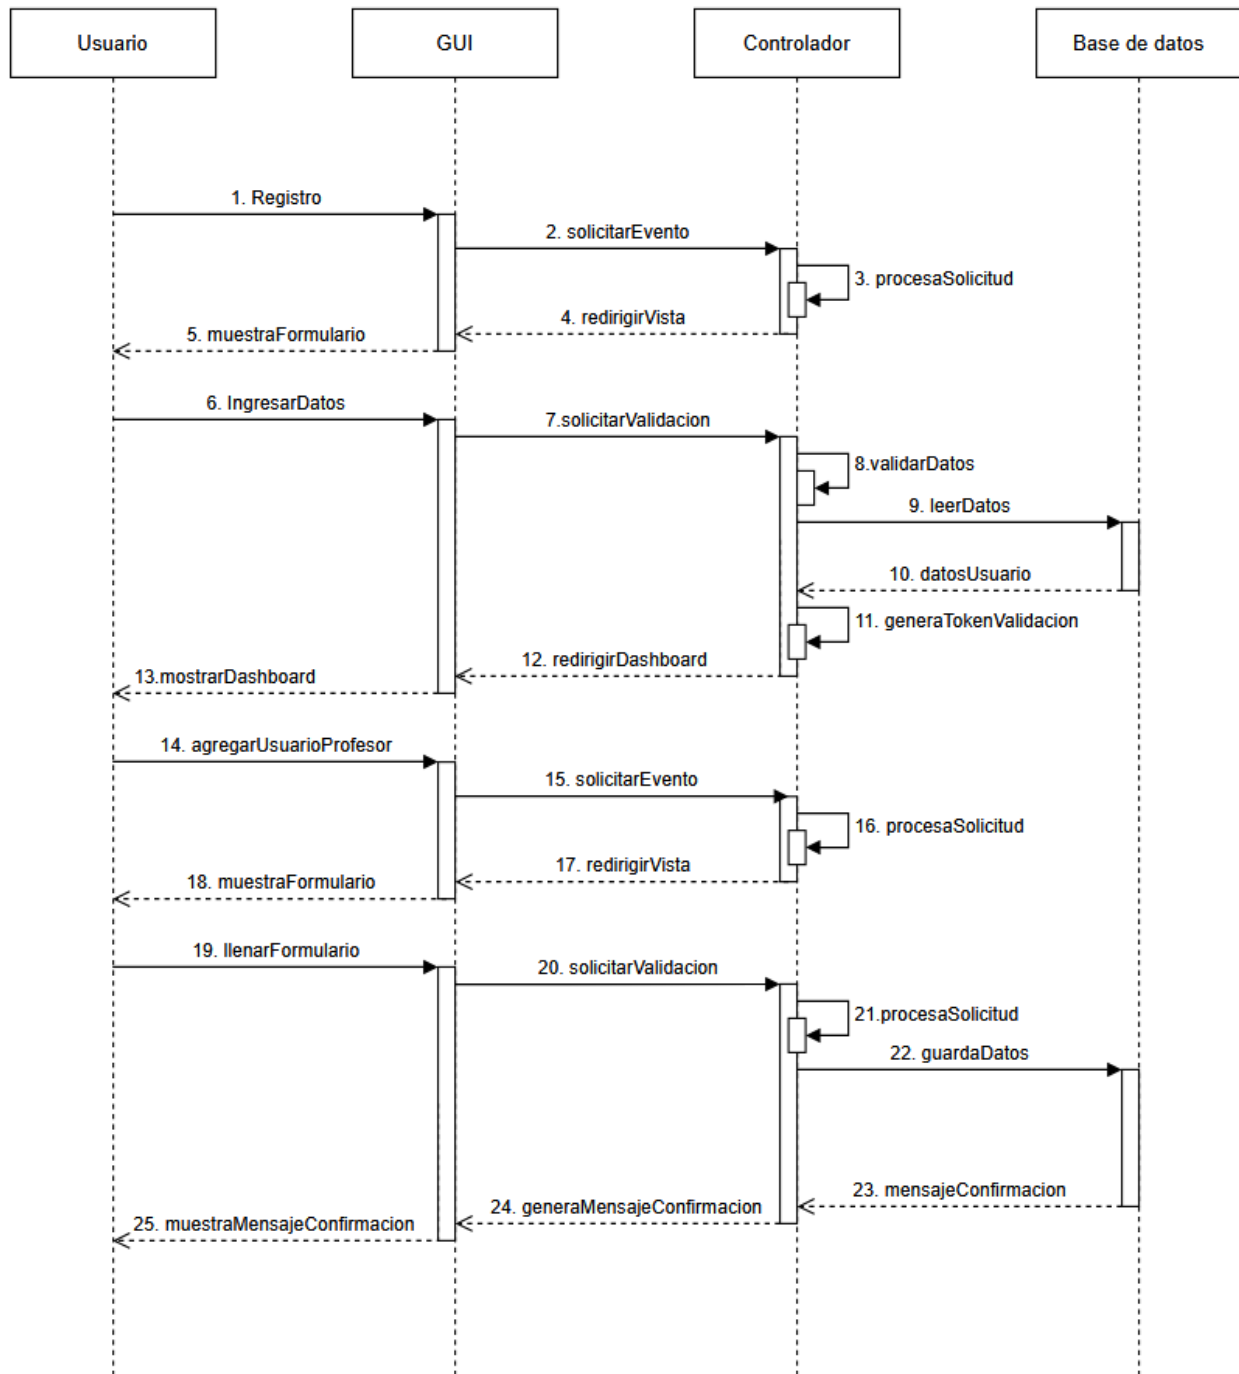 Usuario
GUI
Controlador
Base de datos
1. Registro
2. solicitarEvento
3. procesaSolicitud
4. redirigirVista
5. muestraFormulario
6. IngresarDatos
7.solicitarValidacion
8.validarDatos
9. leerDatos
10. datosUsuario
11. generaTokenValidacion
12. redirigirDashboard
13.mostrarDashboard
14. agregarUsuarioProfesor
15. solicitarEvento
16. procesaSolicitud
17. redirigirVista
18. muestraFormulario
19. llenarFormulario
20. solicitarValidacion
21.procesaSolicitud
22. guardaDatos
23. mensajeConfirmacion
24. generaMensajeConfirmacion
25. muestraMensajeConfirmacion